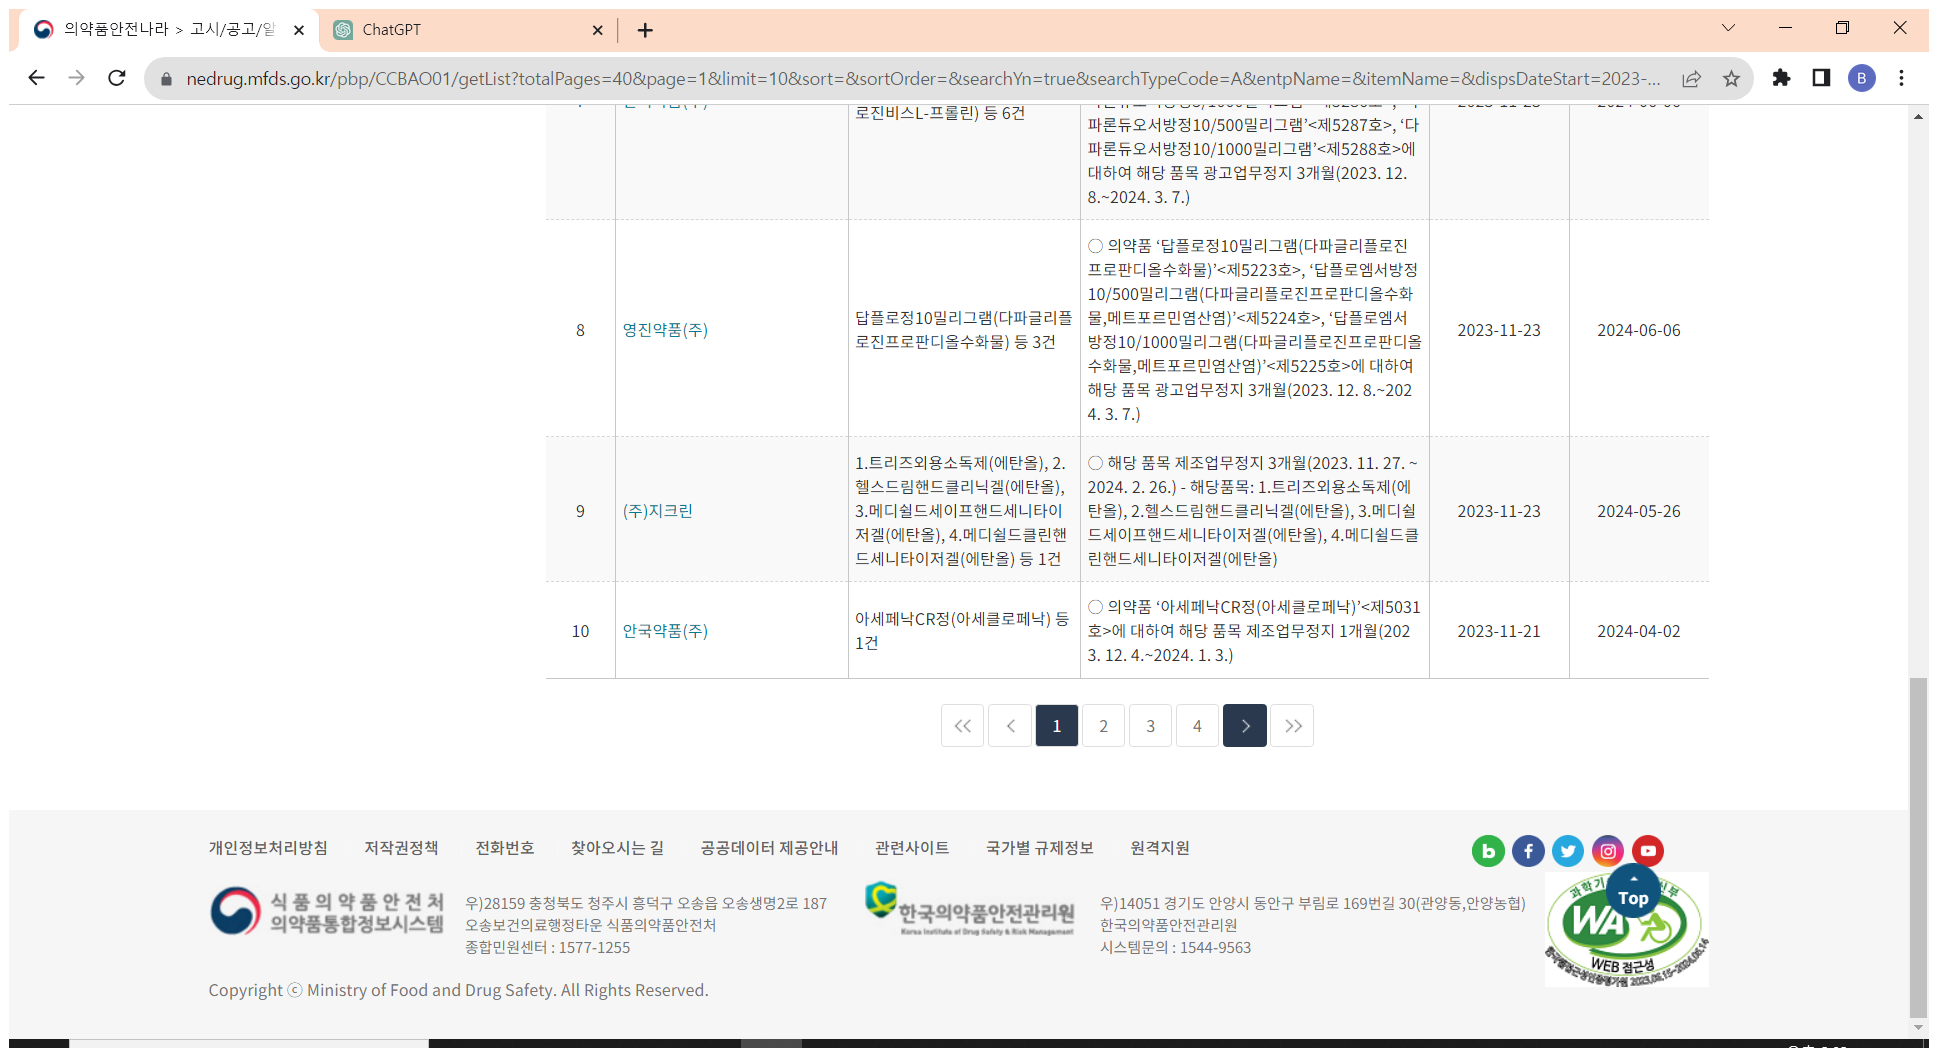 의약품안전나라 > 고시/공고/알
ChatGPT
nedrug.mfds.go.kr/pbp/CCBAO01/getList?totalPages=40&page=1&limit=10&sort=&sortOrder=&searchYn=true&searchTypeCode=A&entpName=&itemName=&dispsDateStart=2023-...
B
로진비스L-프롤린) 등 6건
파론듀오서방정10/500밀리그램’<제5287호>, ‘다
파론듀오서방정10/1000밀리그램’<제5288호>에
대하여 해당 품목 광고업무정지 3개월(2023. 12.
8.~2024. 3. 7.)
8
영진약품(주)
답플로정10밀리그램(다파글리플
로진프로판디올수화물) 등 3건
○ 의약품 ‘답플로정10밀리그램(다파글리플로진
프로판디올수화물)’<제5223호>, ‘답플로엠서방정
10/500밀리그램(다파글리플로진프로판디올수화
물,메트포르민염산염)’<제5224호>, ‘답플로엠서
방정10/1000밀리그램(다파글리플로진프로판디올
수화물,메트포르민염산염)’<제5225호>에 대하여
해당 품목 광고업무정지 3개월(2023. 12. 8.~202
4. 3. 7.)
2023-11-23
2024-06-06
9
(주)지크린
1.트리즈외용소독제(에탄올), 2.
헬스드림핸드클리닉겔(에탄올),
3.메디쉴드세이프핸드세니타이
저겔(에탄올), 4.메디쉴드클린핸
드세니타이저겔(에탄올) 등 1건
○ 해당 품목 제조업무정지 3개월(2023. 11. 27. ~
2024. 2. 26.) - 해당품목: 1.트리즈외용소독제(에
탄올), 2.헬스드림핸드클리닉겔(에탄올), 3.메디쉴
드세이프핸드세니타이저겔(에탄올), 4.메디쉴드클
린핸드세니타이저겔(에탄올)
2023-11-23
2024-05-26
10
안국약품(주)
아세페낙CR정(아세클로페낙) 등
1건
○ 의약품 ‘아세페낙CR정(아세클로페낙)’<제5031
호>에 대하여 해당 품목 제조업무정지 1개월(202
3. 12. 4.~2024. 1. 3.)
2023-11-21
2024-04-02
1 2 3 4
개인정보처리방침 저작권정책 전화번호 찾아오시는 길 공공데이터 제공안내 관련사이트 국가별 규제정보 원격지원
식품의약품안전처
의약품통합정보시스템
우)28159 충청북도 청주시 흥덕구 오송읍 오송생명2로 187
오송보건의료행정타운 식품의약품안전처
종합민원센터 : 1577-1255
한국의약품안전관리원
Korea Institute of Drug Safety & Risk Management
우)14051 경기도 안양시 동안구 부림로 169번길 30(관양동,안양농협)
한국의약품안전관리원
시스템문의 : 1544-9563
Top
WA
WEB 접근성
Copyright ⓒ Ministry of Food and Drug Safety. All Rights Reserved.